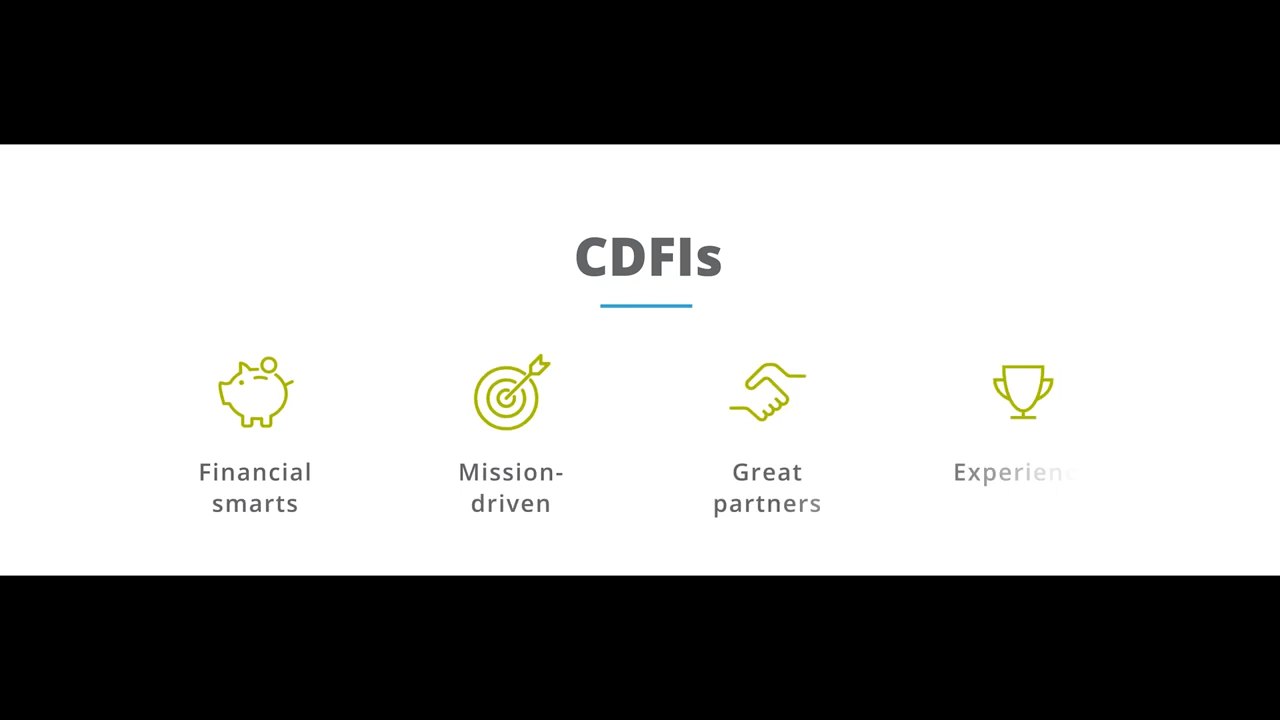 CDFIs
Financial
smarts
Mission-
driven
Great
partners